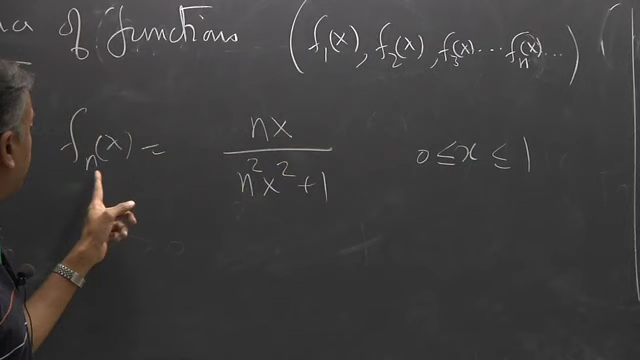 of functions (f₁(x), f₂(x), f₃(x) ... fₙ(x)...)
fₙ(x) = nx / (n²x² + 1) 0 ≤ x ≤ 1